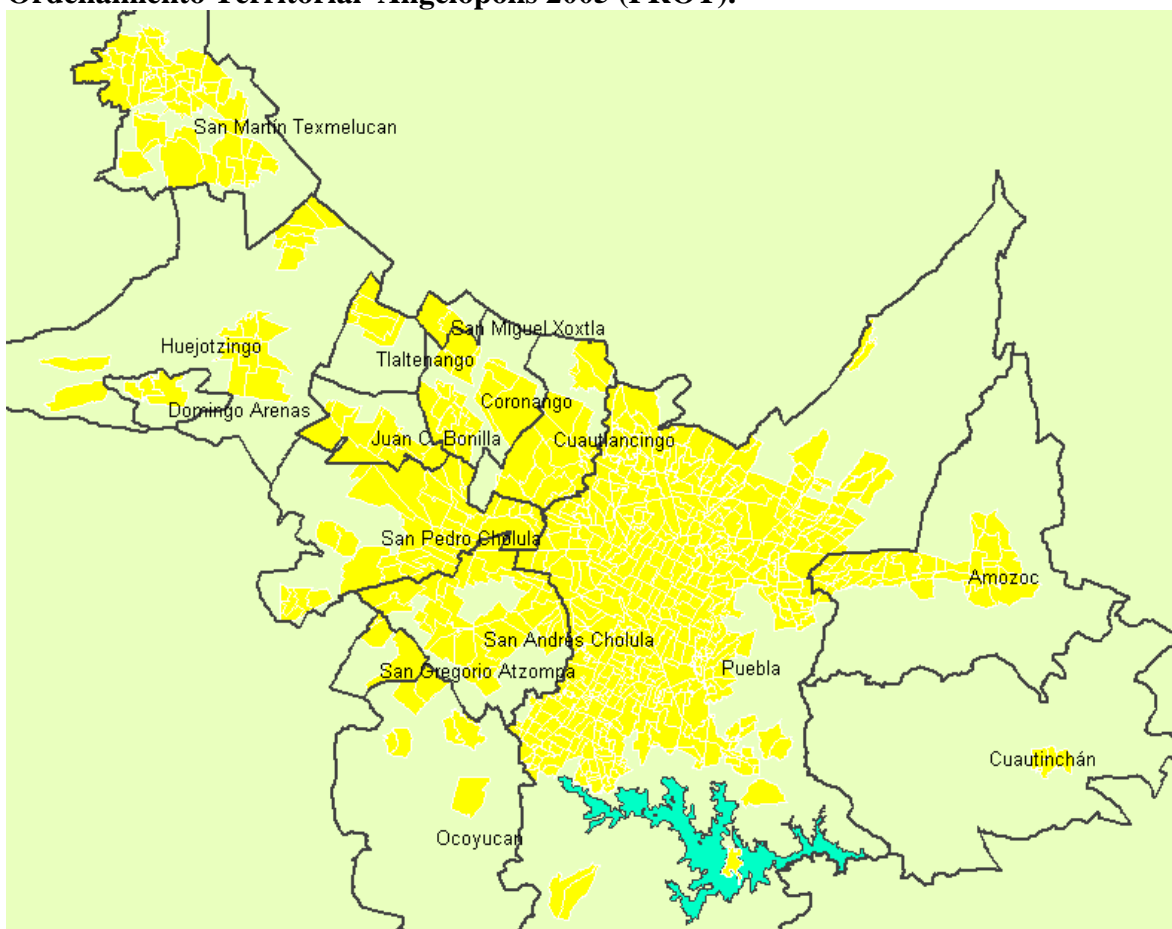 Ordenamiento Territorial Angelópolis 2005 (PROT).
San Martín Texmelucan
San Miguel Xoxtla
Huejotzingo
Tlaltenango
Domingo Arenas
Coronango
Juan C. Bonilla
Cuautlancingo
San Pedro Cholula
Amozoc
San Andrés Cholula
San Gregorio Atzompa
Puebla
Cuautinchán
Ocoyucan